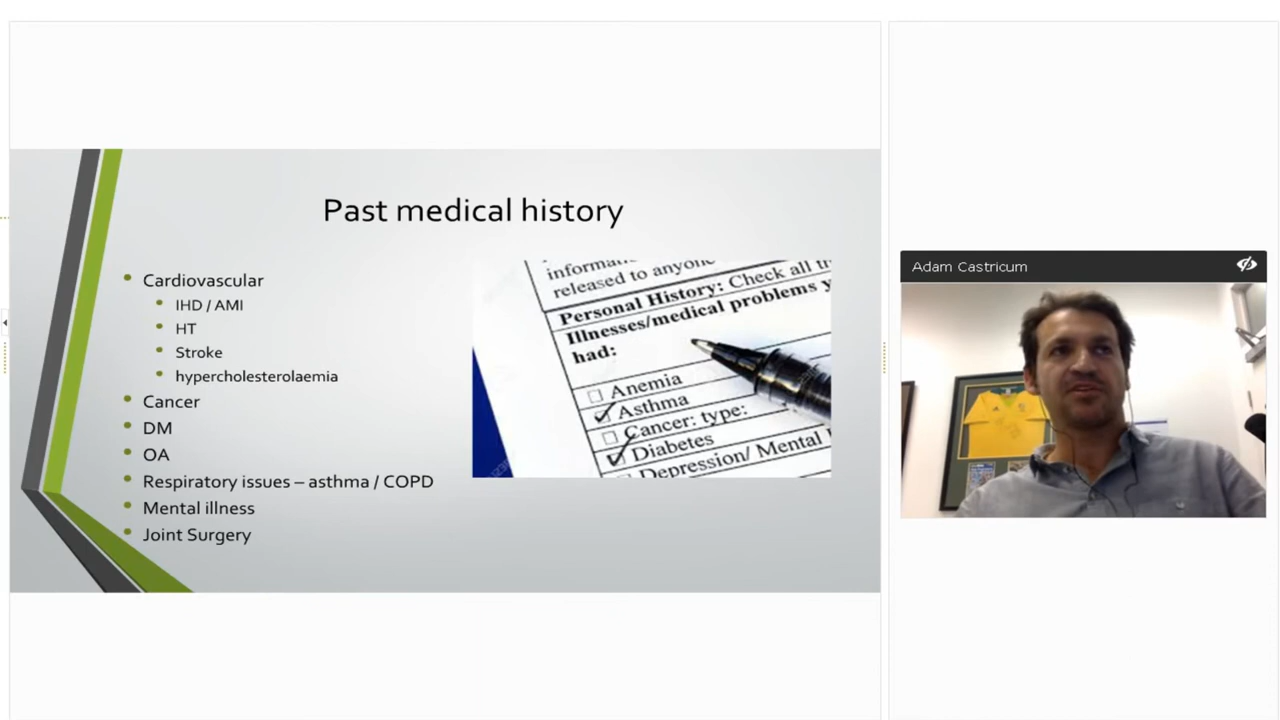 Past medical history
Cardiovascular
IHD / AMI
HT
Stroke
hypercholesterolaemia
Cancer
DM
OA
Respiratory issues – asthma / COPD
Mental illness
Joint Surgery
released to anyone
Personal History: Check all
Illnesses/medical problems
had:
Anemia
Asthma
Cancer: type:
Diabetes
Depression/ Mental
Adam Castricum